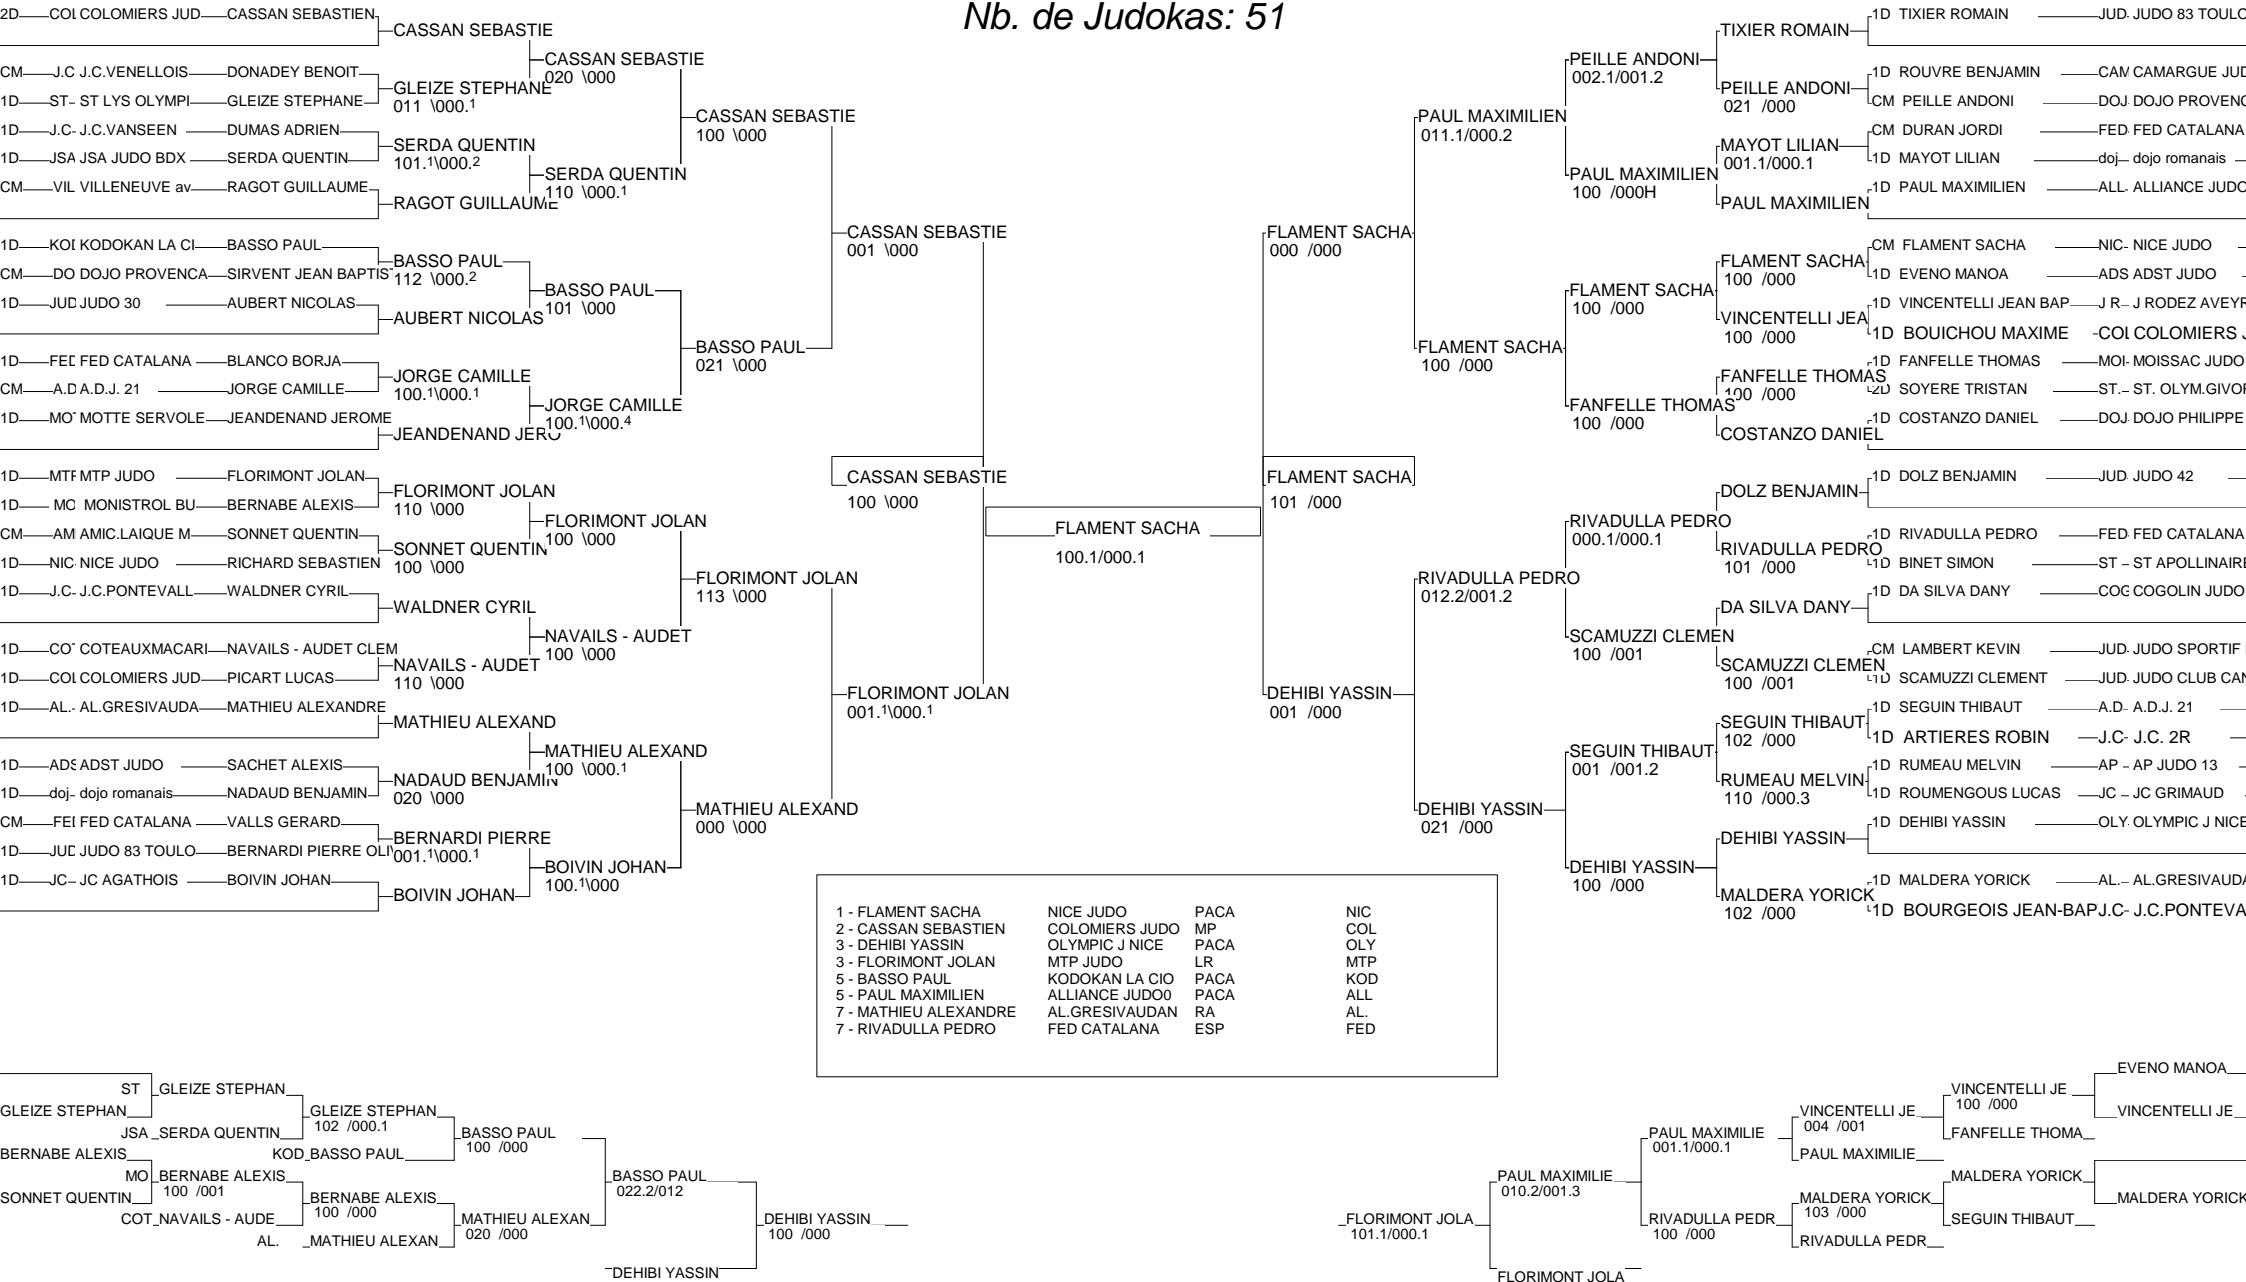 Nb. de Judokas: 51
2D COL COLOMIERS JUD CASSAN SEBASTIEN
CM J.C J.C.VENELLOIS DONADEY BENOIT
1D ST ST LYS OLYMPI GLEIZE STEPHANE
1D J.C J.C.VANSEEN DUMAS ADRIEN
1D JSA JSA JUDO BDX SERDA QUENTIN
CM VIL VILLENEUVE av RAGOT GUILLAUME
1D KOD KODOKAN LA CI BASSO PAUL
CM DO DOJO PROVENCA SIRVENT JEAN BAPTIS
1D JUD JUDO 30 AUBERT NICOLAS
1D FED FED CATALANA BLANCO BORJA
CM A.D A.D.J. 21 JORGE CAMILLE
1D MOT MOTTE SERVOLE JEANDENAND JEROME
1D MTP MTP JUDO FLORIMONT JOLAN
1D MO MONISTROL BU BERNABE ALEXIS
CM AM AMIC.LAIQUE M SONNET QUENTIN
1D NIC NICE JUDO RICHARD SEBASTIEN
1D J.C J.C.PONTEVALL WALDNER CYRIL
1D COT COTEAUXMACARI NAVAILS - AUDET CLEM
1D COL COLOMIERS JUD PICART LUCAS
1D AL. AL.GRESIVAUDA MATHIEU ALEXANDRE
1D ADS ADST JUDO SACHET ALEXIS
1D doj dojo romanais NADAUD BENJAMIN
CM FED FED CATALANA VALLS GERARD
1D JUD JUDO 83 TOULO BERNARDI PIERRE OLIV
1D JC JC AGATHOIS BOIVIN JOHAN
CASSAN SEBASTIE
GLEIZE STEPHANE
011 \000.1
SERDA QUENTIN
101.1\000.2
RAGOT GUILLAUME
BASSO PAUL
112 \000.2
AUBERT NICOLAS
JORGE CAMILLE
100.1\000.1
JEANDENAND JERO
FLORIMONT JOLAN
110 \000
SONNET QUENTIN
100 \000
WALDNER CYRIL
NAVAILS - AUDET
110 \000
MATHIEU ALEXAND
NADAUD BENJAMIN
020 \000
BERNARDI PIERRE
001.1\000.1
BOIVIN JOHAN
CASSAN SEBASTIE
020 \000
SERDA QUENTIN
110 \000.1
BASSO PAUL
101 \000
JORGE CAMILLE
100.1\000.4
FLORIMONT JOLAN
100 \000
NAVAILS - AUDET
100 \000
MATHIEU ALEXAND
100 \000.1
BOIVIN JOHAN
100.1\000
CASSAN SEBASTIE
100 \000
BASSO PAUL
021 \000
FLORIMONT JOLAN
113 \000
MATHIEU ALEXAND
000 \000
CASSAN SEBASTIE
001 \000
FLORIMONT JOLAN
001.1\000.1
CASSAN SEBASTIE
100 \000
FLAMENT SACHA
100.1/000.1
FLAMENT SACHA
101 /000
FLAMENT SACHA
000 /000
DEHIBI YASSIN
001 /000
PAUL MAXIMILIEN
011.1/000.2
FLAMENT SACHA
100 /000
RIVADULLA PEDRO
012.2/001.2
DEHIBI YASSIN
021 /000
PEILLE ANDONI
002.1/001.2
PAUL MAXIMILIEN
100 /000H
FLAMENT SACHA
100 /000
FANFELLE THOMAS
100 /000
RIVADULLA PEDRO
000.1/000.1
SCAMUZZI CLEMEN
100 /001
SEGUIN THIBAUT
001 /001.2
DEHIBI YASSIN
100 /000
TIXIER ROMAIN
PEILLE ANDONI
021 /000
MAYOT LILIAN
001.1/000.1
PAUL MAXIMILIEN
FLAMENT SACHA
100 /000
VINCENTELLI JEA
100 /000
FANFELLE THOMAS
100 /000
COSTANZO DANIEL
DOLZ BENJAMIN
RIVADULLA PEDRO
101 /000
DA SILVA DANY
SCAMUZZI CLEMEN
100 /001
SEGUIN THIBAUT
102 /000
RUMEAU MELVIN
110 /000.3
DEHIBI YASSIN
MALDERA YORICK
102 /000
1D TIXIER ROMAIN JUD JUDO 83 TOULO
1D ROUVRE BENJAMIN CAM CAMARGUE JUD
CM PEILLE ANDONI DOJ DOJO PROVENC
CM DURAN JORDI FED FED CATALANA
1D MAYOT LILIAN doj dojo romanais
1D PAUL MAXIMILIEN ALL ALLIANCE JUDO
CM FLAMENT SACHA NIC NICE JUDO
1D EVENO MANOA ADS ADST JUDO
1D VINCENTELLI JEAN BAP J R J RODEZ AVEYR
1D BOUICHOU MAXIME COL COLOMIERS J
1D FANFELLE THOMAS MOI MOISSAC JUDO
2D SOYERE TRISTAN ST. ST. OLYM.GIVOR
1D COSTANZO DANIEL DOJ DOJO PHILIPPE
1D DOLZ BENJAMIN JUD JUDO 42
1D RIVADULLA PEDRO FED FED CATALANA
1D BINET SIMON ST ST APOLLINAIRE
1D DA SILVA DANY COG COGOLIN JUDO
CM LAMBERT KEVIN JUD JUDO SPORTIF
1D SCAMUZZI CLEMENT JUD JUDO CLUB CAN
1D SEGUIN THIBAUT A.D A.D.J. 21
1D ARTIERES ROBIN J.C J.C. 2R
1D RUMEAU MELVIN AP AP JUDO 13
1D ROUMENGOUS LUCAS JC JC GRIMAUD
1D DEHIBI YASSIN OLY OLYMPIC J NICE
1D MALDERA YORICK AL. AL.GRESIVAUDA
1D BOURGEOIS JEAN-BAP J.C J.C.PONTEVA
1 - FLAMENT SACHA NICE JUDO PACA NIC
2 - CASSAN SEBASTIEN COLOMIERS JUDO MP COL
3 - DEHIBI YASSIN OLYMPIC J NICE PACA OLY
3 - FLORIMONT JOLAN MTP JUDO LR MTP
5 - BASSO PAUL KODOKAN LA CIO PACA KOD
5 - PAUL MAXIMILIEN ALLIANCE JUDO0 PACA ALL
7 - MATHIEU ALEXANDRE AL.GRESIVAUDAN RA AL.
7 - RIVADULLA PEDRO FED CATALANA ESP FED
GLEIZE STEPHAN
BERNABE ALEXIS
SONNET QUENTIN
ST GLEIZE STEPHAN
JSA SERDA QUENTIN
MO BERNABE ALEXIS
100 /001
COT NAVAILS - AUDE
GLEIZE STEPHAN
102 /000.1
KOD BASSO PAUL
BERNABE ALEXIS
100 /000
AL. MATHIEU ALEXAN
BASSO PAUL
100 /000
MATHIEU ALEXAN
020 /000
BASSO PAUL
022.2/012
DEHIBI YASSIN
DEHIBI YASSIN
100 /000
FLORIMONT JOLA
101.1/000.1
PAUL MAXIMILIE
010.2/001.3
FLORIMONT JOLA
PAUL MAXIMILIE
001.1/000.1
RIVADULLA PEDR
100 /000
VINCENTELLI JE
004 /001
PAUL MAXIMILIE
MALDERA YORICK
103 /000
RIVADULLA PEDR
VINCENTELLI JE
100 /000
FANFELLE THOMA
MALDERA YORICK
SEGUIN THIBAUT
EVENO MANOA
VINCENTELLI JE
MALDERA YORICK